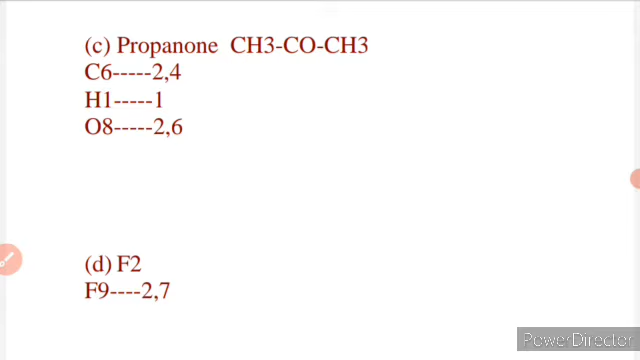 (c) Propanone CH3-CO-CH3
C6-----2,4
H1-----1
O8-----2,6
(d) F2
F9----2,7
PowerDirector